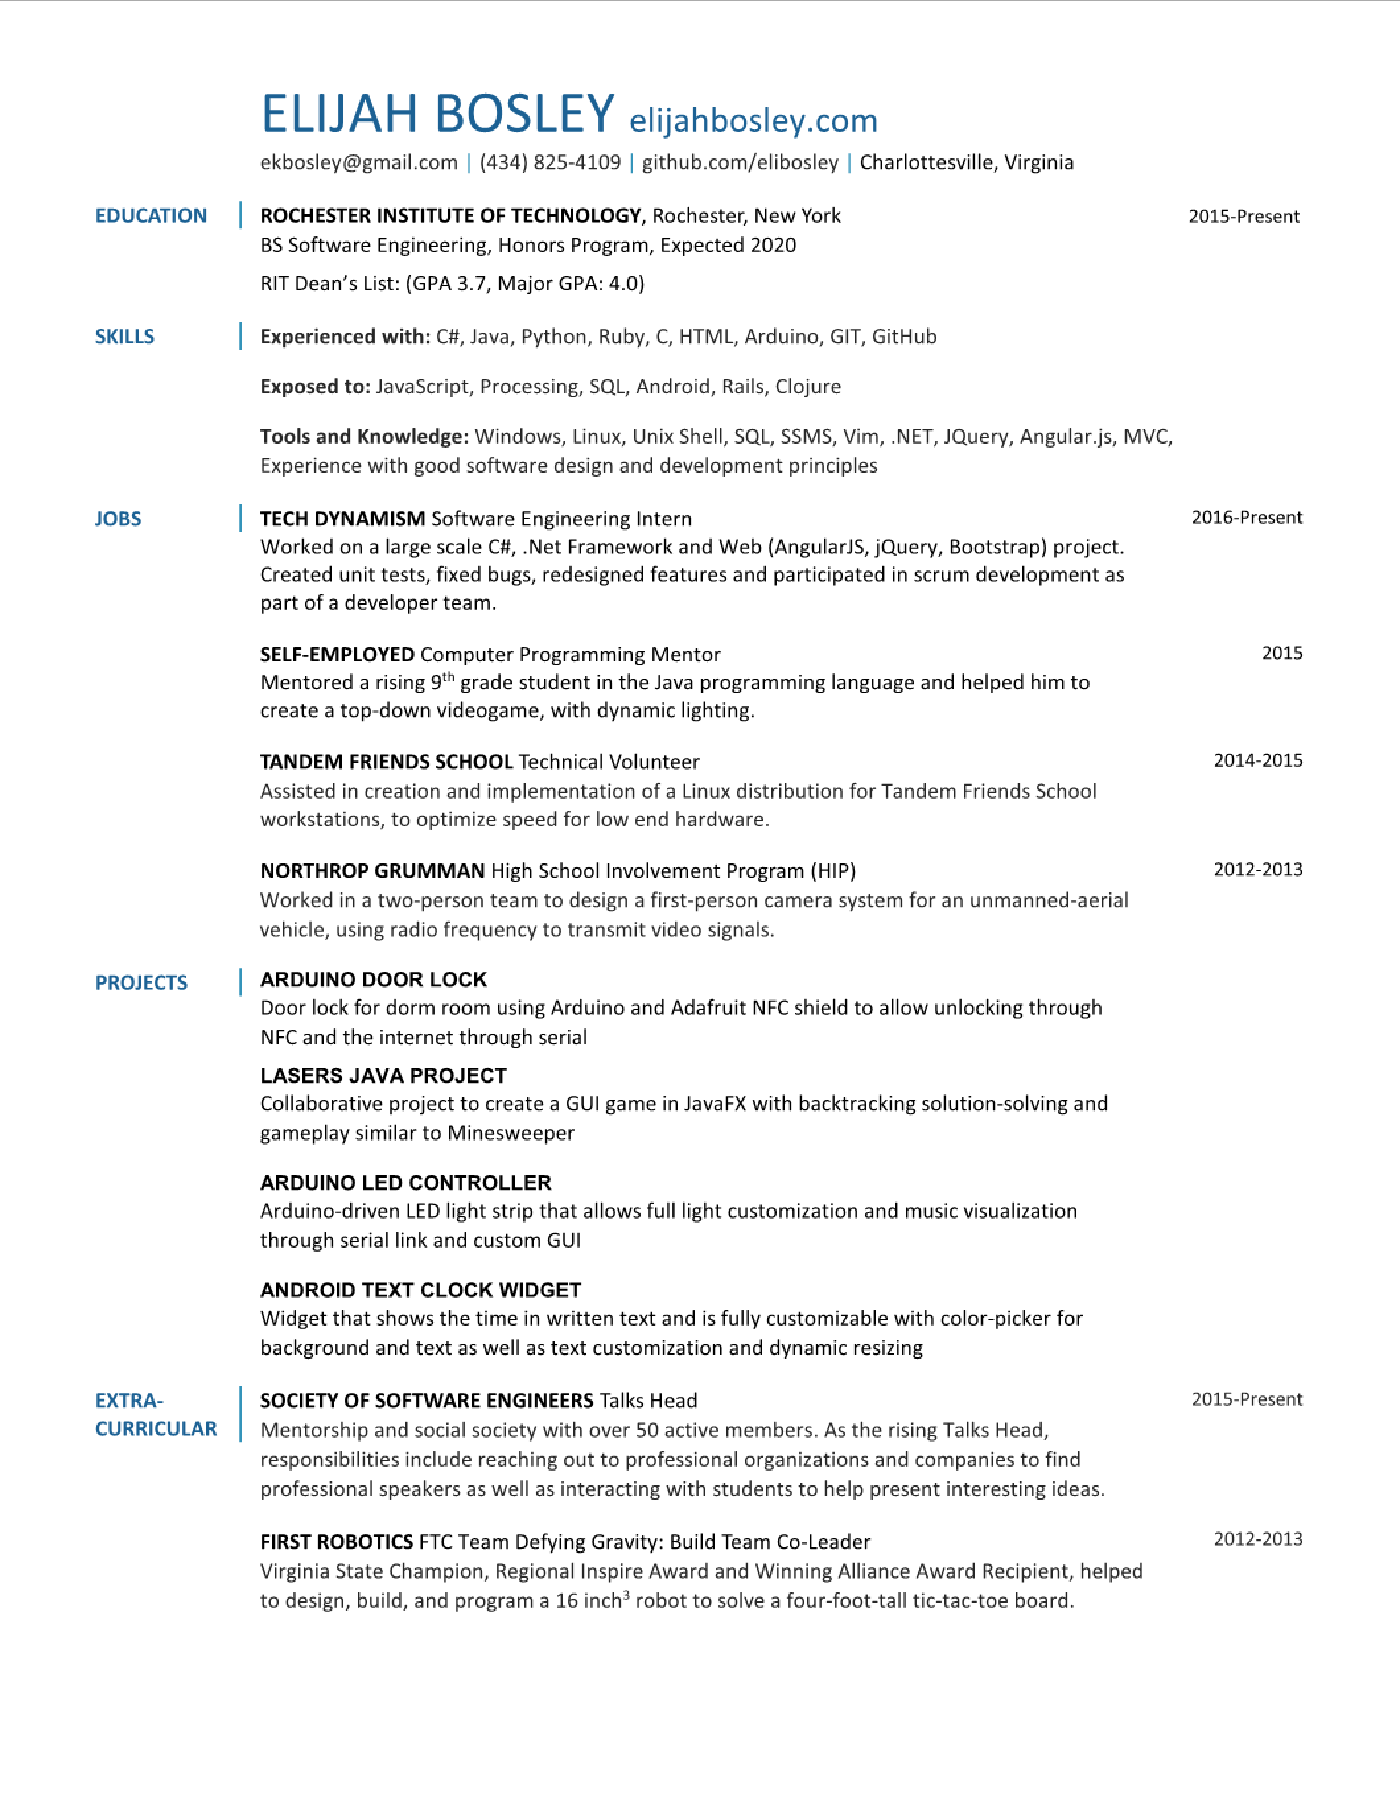 ELIJAH BOSLEY elijahbosley.com
ekbosley@gmail.com | (434) 825-4109 | github.com/elibosley | Charlottesville, Virginia
EDUCATION
ROCHESTER INSTITUTE OF TECHNOLOGY, Rochester, New York 2015-Present
BS Software Engineering, Honors Program, Expected 2020
RIT Dean’s List: (GPA 3.7, Major GPA: 4.0)
SKILLS
Experienced with: C#, Java, Python, Ruby, C, HTML, Arduino, GIT, GitHub
Exposed to: JavaScript, Processing, SQL, Android, Rails, Clojure
Tools and Knowledge: Windows, Linux, Unix Shell, SQL, SSMS, Vim, .NET, JQuery, Angular.js, MVC,
Experience with good software design and development principles
JOBS
TECH DYNAMISM Software Engineering Intern 2016-Present
Worked on a large scale C#, .Net Framework and Web (AngularJS, jQuery, Bootstrap) project.
Created unit tests, fixed bugs, redesigned features and participated in scrum development as
part of a developer team.
SELF-EMPLOYED Computer Programming Mentor 2015
Mentored a rising 9th grade student in the Java programming language and helped him to
create a top-down videogame, with dynamic lighting.
TANDEM FRIENDS SCHOOL Technical Volunteer 2014-2015
Assisted in creation and implementation of a Linux distribution for Tandem Friends School
workstations, to optimize speed for low end hardware.
NORTHROP GRUMMAN High School Involvement Program (HIP) 2012-2013
Worked in a two-person team to design a first-person camera system for an unmanned-aerial
vehicle, using radio frequency to transmit video signals.
PROJECTS
ARDUINO DOOR LOCK
Door lock for dorm room using Arduino and Adafruit NFC shield to allow unlocking through
NFC and the internet through serial
LASERS JAVA PROJECT
Collaborative project to create a GUI game in JavaFX with backtracking solution-solving and
gameplay similar to Minesweeper
ARDUINO LED CONTROLLER
Arduino-driven LED light strip that allows full light customization and music visualization
through serial link and custom GUI
ANDROID TEXT CLOCK WIDGET
Widget that shows the time in written text and is fully customizable with color-picker for
background and text as well as text customization and dynamic resizing
EXTRA-
CURRICULAR
SOCIETY OF SOFTWARE ENGINEERS Talks Head 2015-Present
Mentorship and social society with over 50 active members. As the rising Talks Head,
responsibilities include reaching out to professional organizations and companies to find
professional speakers as well as interacting with students to help present interesting ideas.
FIRST ROBOTICS FTC Team Defying Gravity: Build Team Co-Leader 2012-2013
Virginia State Champion, Regional Inspire Award and Winning Alliance Award Recipient, helped
to design, build, and program a 16 inch³ robot to solve a four-foot-tall tic-tac-toe board.